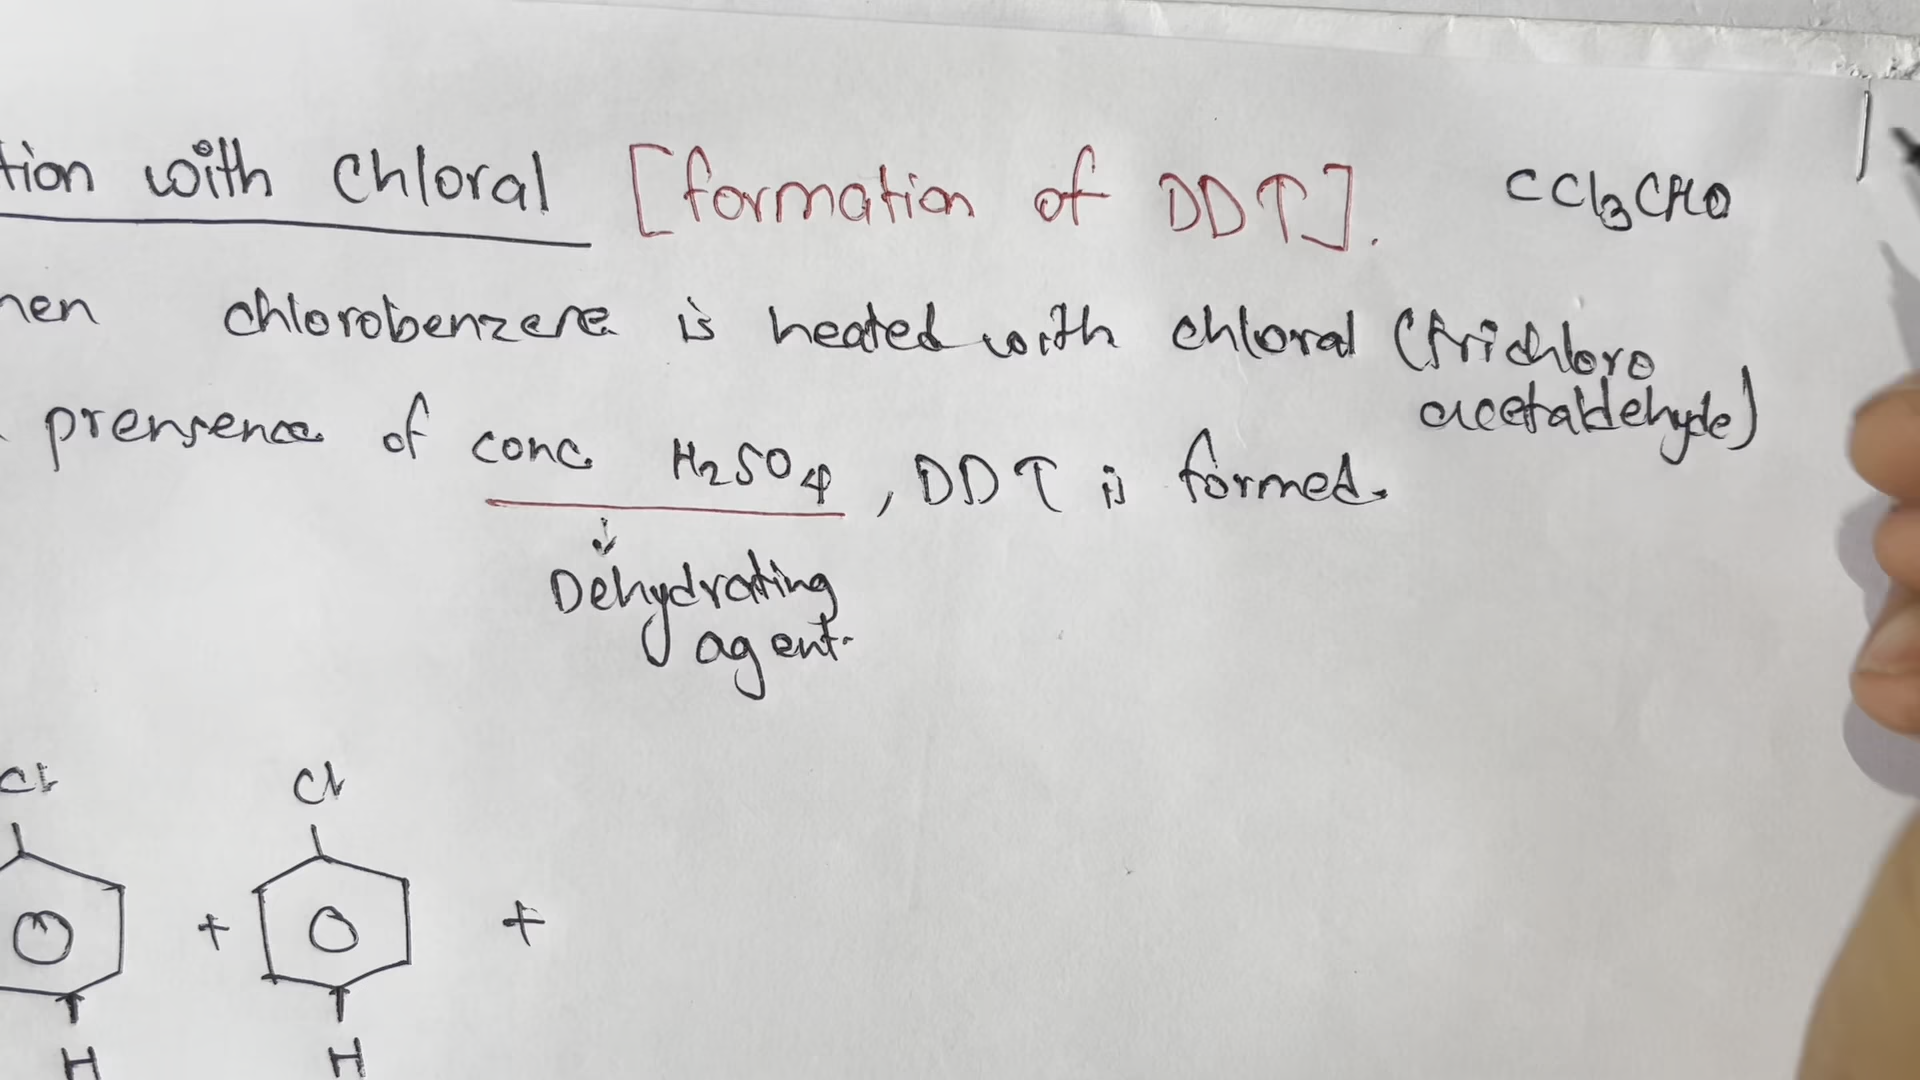 tion with chloral [formation of DDT]. CCl3CHO
hen chlorobenzene is heated with chloral (trichloro
acetaldehyde)
prensence of conc. H2SO4, DDT is formed.
Dehydrating
agent.
Cl Cl
+ +
H H